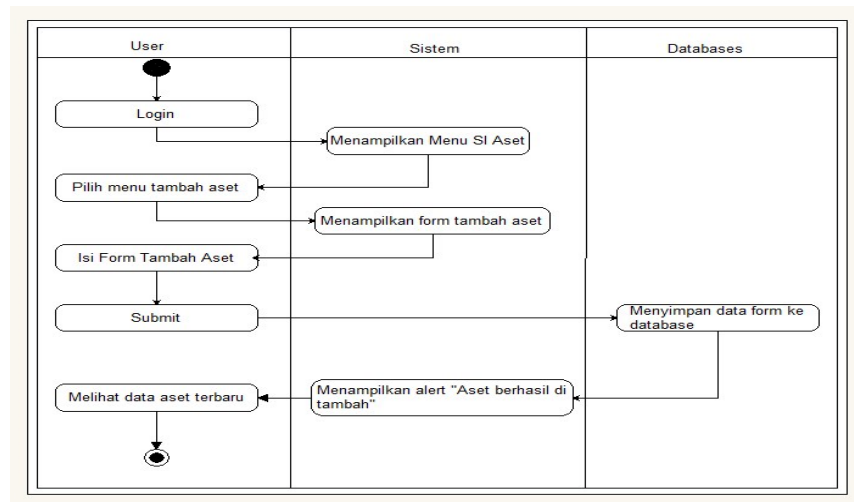 User
Sistem
Databases
Login
Menampilkan Menu SI Aset
Pilih menu tambah aset
Menampilkan form tambah aset
Isi Form Tambah Aset
Submit
Menyimpan data form ke
database
Menampilkan alert "Aset berhasil di
tambah"
Melihat data aset terbaru